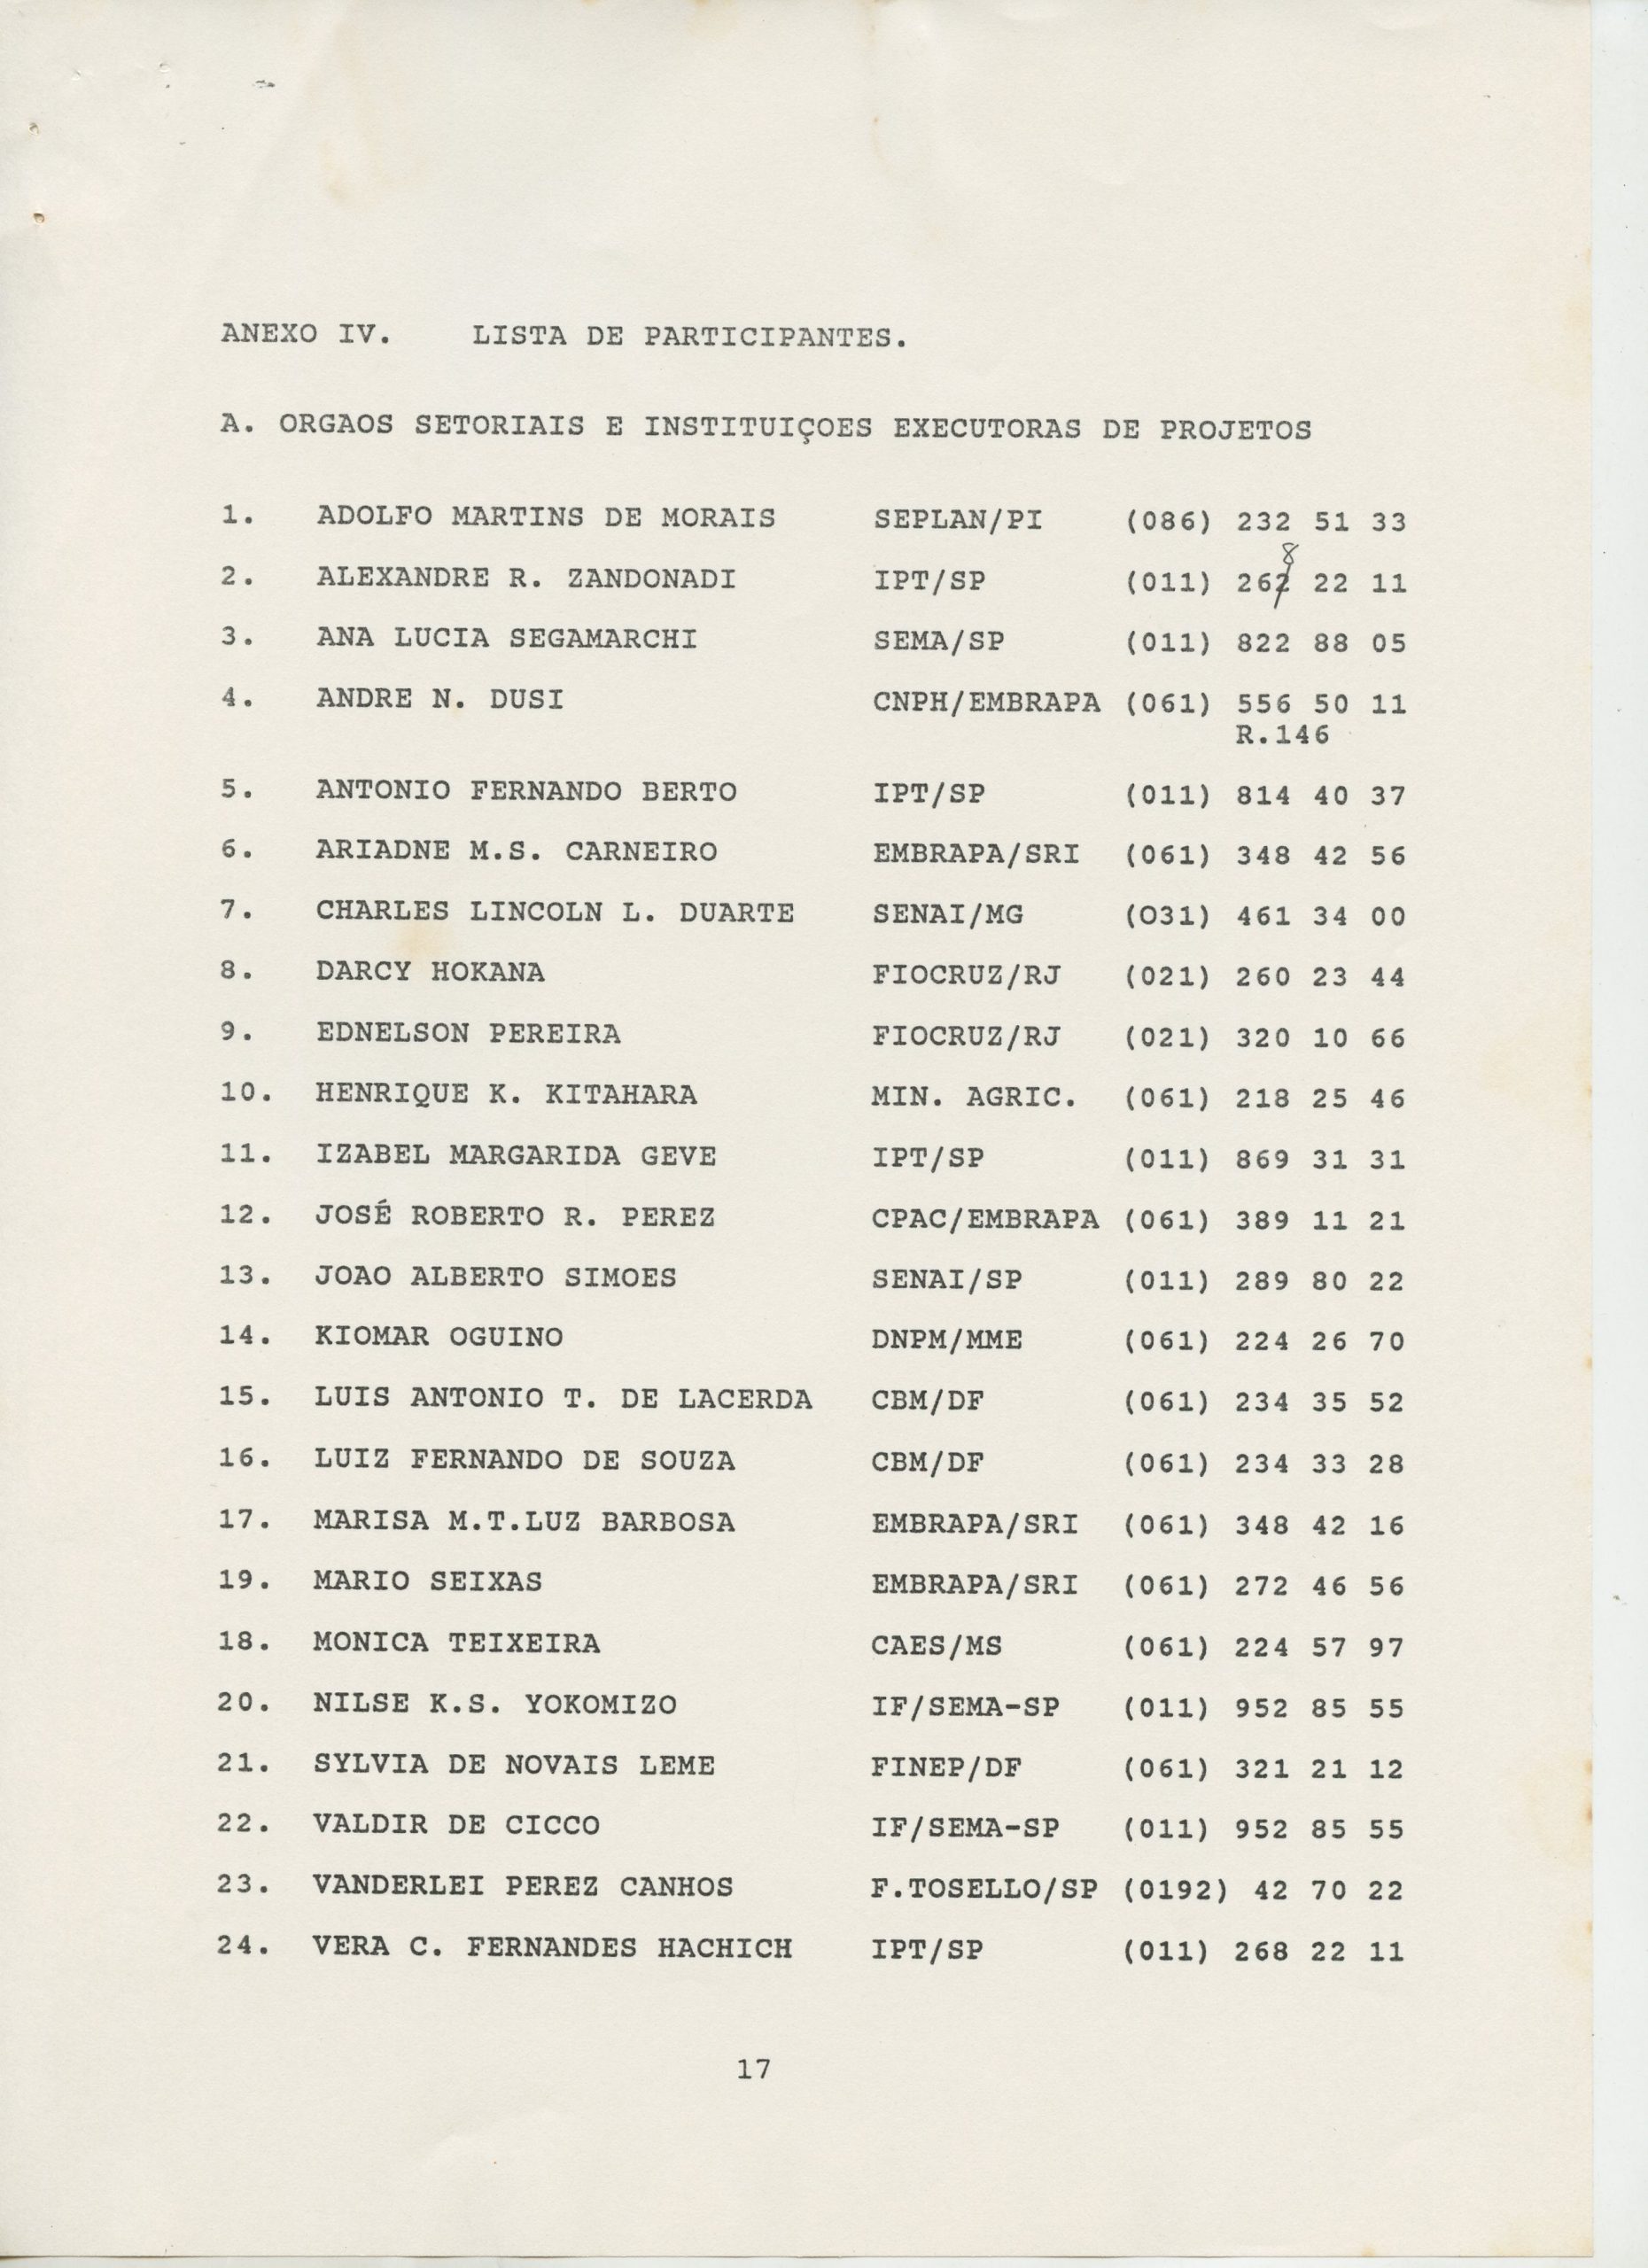 ANEXO IV. LISTA DE PARTICIPANTES.
A. ORGAOS SETORIAIS E INSTITUIÇOES EXECUTORAS DE PROJETOS
1. ADOLFO MARTINS DE MORAIS SEPLAN/PI (086) 232 51 33
8
2. ALEXANDRE R. ZANDONADI IPT/SP (011) 262 22 11
3. ANA LUCIA SEGAMARCHI SEMA/SP (011) 822 88 05
4. ANDRE N. DUSI CNPH/EMBRAPA (061) 556 50 11
R.146
5. ANTONIO FERNANDO BERTO IPT/SP (011) 814 40 37
6. ARIADNE M.S. CARNEIRO EMBRAPA/SRI (061) 348 42 56
7. CHARLES LINCOLN L. DUARTE SENAI/MG (O31) 461 34 00
8. DARCY HOKANA FIOCRUZ/RJ (021) 260 23 44
9. EDNELSON PEREIRA FIOCRUZ/RJ (021) 320 10 66
10. HENRIQUE K. KITAHARA MIN. AGRIC. (061) 218 25 46
11. IZABEL MARGARIDA GEVE IPT/SP (011) 869 31 31
12. JOSÉ ROBERTO R. PEREZ CPAC/EMBRAPA (061) 389 11 21
13. JOAO ALBERTO SIMOES SENAI/SP (011) 289 80 22
14. KIOMAR OGUINO DNPM/MME (061) 224 26 70
15. LUIS ANTONIO T. DE LACERDA CBM/DF (061) 234 35 52
16. LUIZ FERNANDO DE SOUZA CBM/DF (061) 234 33 28
17. MARISA M.T.LUZ BARBOSA EMBRAPA/SRI (061) 348 42 16
19. MARIO SEIXAS EMBRAPA/SRI (061) 272 46 56
18. MONICA TEIXEIRA CAES/MS (061) 224 57 97
20. NILSE K.S. YOKOMIZO IF/SEMA-SP (011) 952 85 55
21. SYLVIA DE NOVAIS LEME FINEP/DF (061) 321 21 12
22. VALDIR DE CICCO IF/SEMA-SP (011) 952 85 55
23. VANDERLEI PEREZ CANHOS F.TOSELLO/SP (0192) 42 70 22
24. VERA C. FERNANDES HACHICH IPT/SP (011) 268 22 11
17